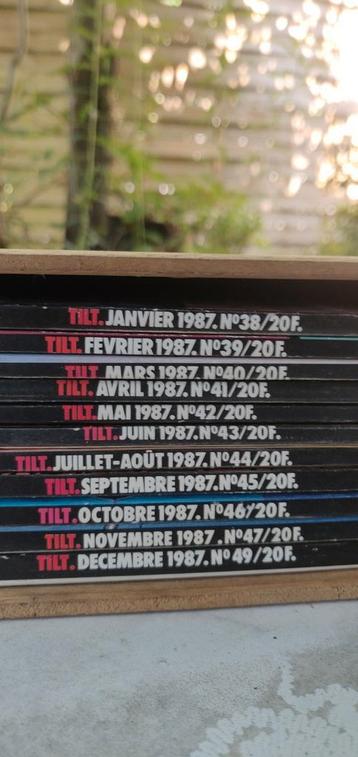 TILT. JANVIER 1987. Nº38/20F.
TILT. FEVRIER 1987. Nº39/20F.
TILT. MARS 1987. Nº40/20F.
TILT. AVRIL 1987. Nº41/20F.
TILT. MAI 1987. Nº42/20F.
TILT. JUIN 1987. Nº43/20F.
TILT. JUILLET-AOÛT 1987. Nº44/20F.
TILT. SEPTEMBRE 1987. Nº45/20F.
TILT. OCTOBRE 1987. Nº46/20F.
TILT. NOVEMBRE 1987. Nº47/20F.
TILT. DECEMBRE 1987. Nº49/20F.